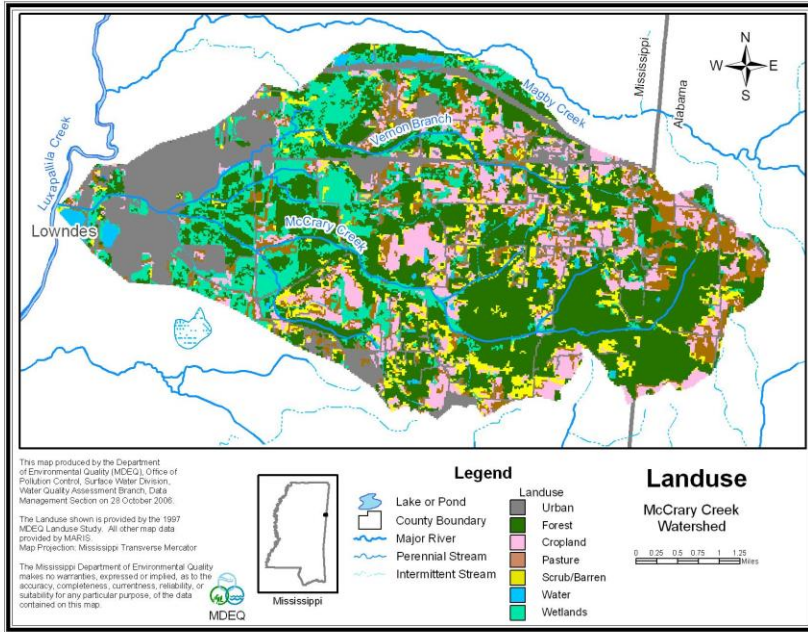 N
W E
S
Mississippi
Alabama
Magby Creek
Vernon Branch
Luxapallila Creek
McCrary Creek
Lowndes
This map produced by the Department
of Environmental Quality (MDEQ), Office of
Pollution Control, Surface Water Division,
Water Quality Assessment Branch, Data
Management Section on 28 October 2006.
The Landuse shown is provided by the 1997
MDEQ Landuse Study. All other map data
provided by MARIS.
Map Projection: Mississippi Transverse Mercator
The Mississippi Department of Environmental Quality
makes no warranties, expressed or implied, as to the
accuracy, completeness, currentness, reliability, or
suitability for any particular purpose, of the data
contained on this map.
MDEQ
Mississippi
Legend
Lake or Pond
County Boundary
Major River
Perennial Stream
Intermittent Stream
Landuse
Urban
Forest
Cropland
Pasture
Scrub/Barren
Water
Wetlands
Landuse
McCrary Creek
Watershed
0 0.25 0.5 0.75 1 1.25
Miles